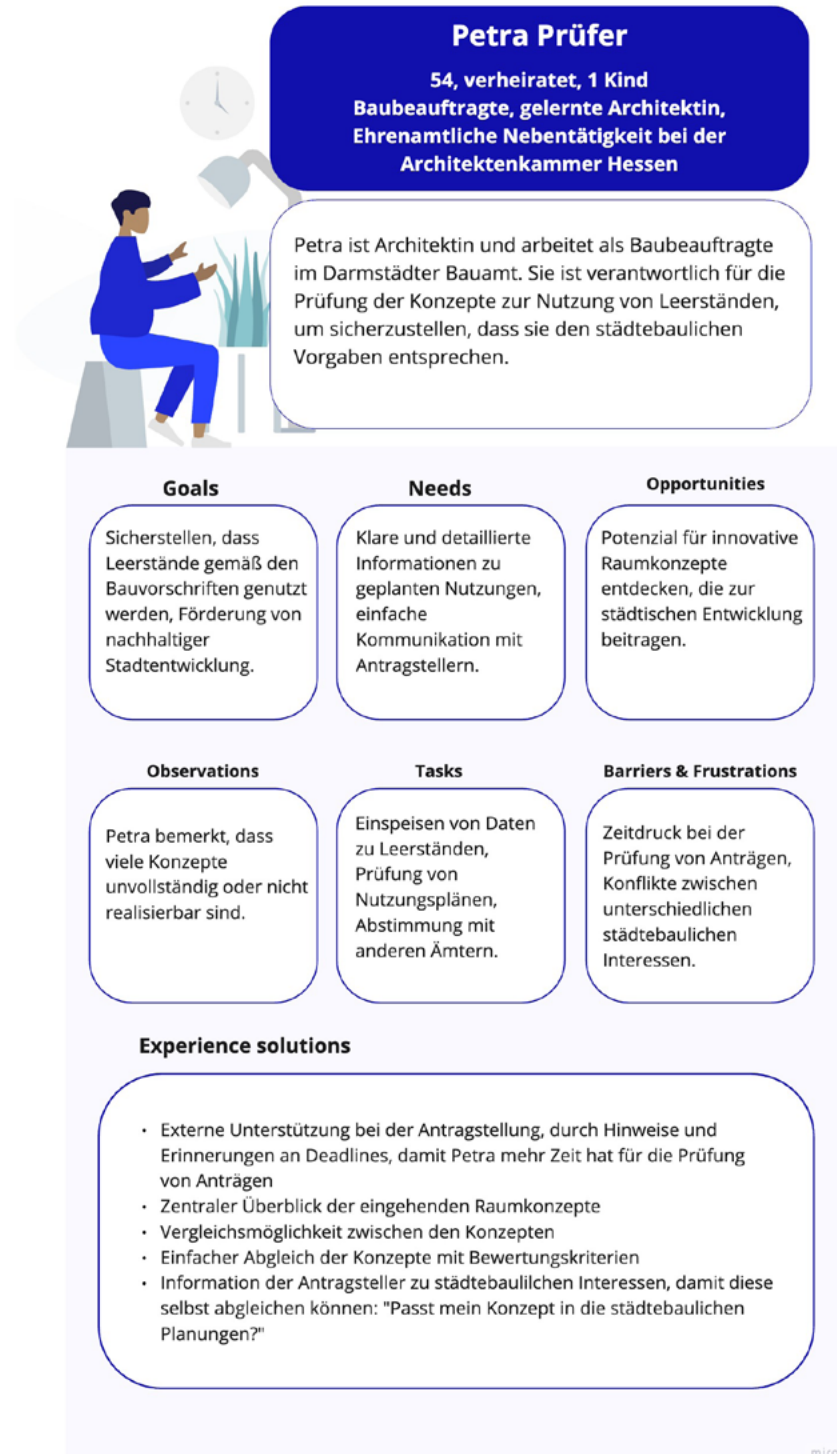 Petra Prüfer
54, verheiratet, 1 Kind
Baubeauftragte, gelernte Architektin,
Ehrenamtliche Nebentätigkeit bei der
Architektenkammer Hessen
Petra ist Architektin und arbeitet als Baubeauftragte
im Darmstädter Bauamt. Sie ist verantwortlich für die
Prüfung der Konzepte zur Nutzung von Leerständen,
um sicherzustellen, dass sie den städtebaulichen
Vorgaben entsprechen.
Goals
Sicherstellen, dass
Leerstände gemäß den
Bauvorschriften genutzt
werden, Förderung von
nachhaltiger
Stadtentwicklung.
Needs
Klare und detaillierte
Informationen zu
geplanten Nutzungen,
einfache
Kommunikation mit
Antragstellern.
Opportunities
Potenzial für innovative
Raumkonzepte
entdecken, die zur
städtischen Entwicklung
beitragen.
Observations
Petra bemerkt, dass
viele Konzepte
unvollständig oder nicht
realisierbar sind.
Tasks
Einspeisen von Daten
zu Leerständen,
Prüfung von
Nutzungsplänen,
Abstimmung mit
anderen Ämtern.
Barriers & Frustrations
Zeitdruck bei der
Prüfung von Anträgen,
Konflikte zwischen
unterschiedlichen
städtebaulichen
Interessen.
Experience solutions
· Externe Unterstützung bei der Antragstellung, durch Hinweise und
Erinnerungen an Deadlines, damit Petra mehr Zeit hat für die Prüfung
von Anträgen
· Zentraler Überblick der eingehenden Raumkonzepte
· Vergleichsmöglichkeit zwischen den Konzepten
· Einfacher Abgleich der Konzepte mit Bewertungskriterien
· Information der Antragsteller zu städtebaulilchen Interessen, damit diese
selbst abgleichen können: "Passt mein Konzept in die städtebaulichen
Planungen?"